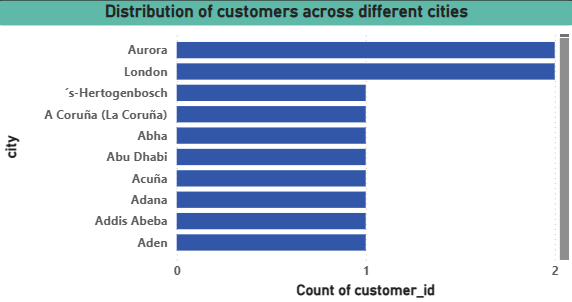 Distribution of customers across different cities
Aurora
London
´s-Hertogenbosch
A Coruña (La Coruña)
Abha
Abu Dhabi
Acuña
Adana
Addis Abeba
Aden
city
0 1 2
Count of customer_id